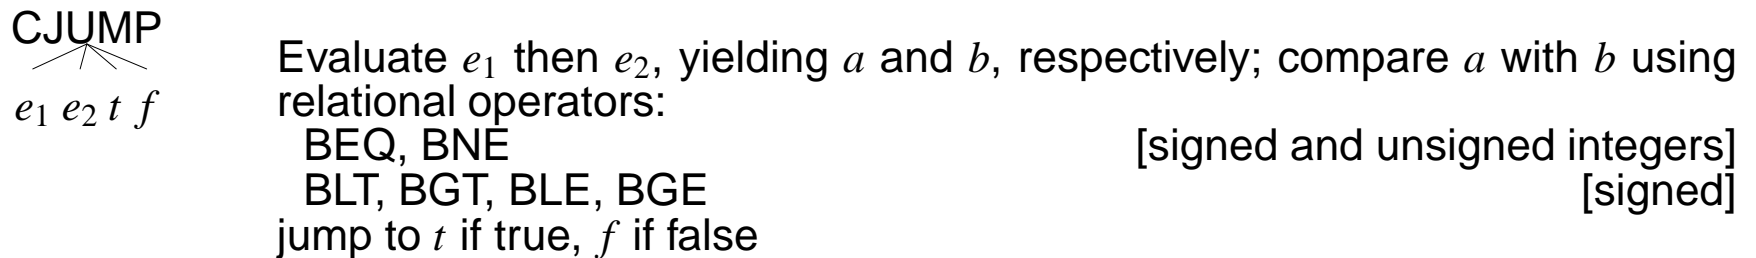 CJUMP
e1 e2 t f
Evaluate e1 then e2, yielding a and b, respectively; compare a with b using
relational operators:
BEQ, BNE [signed and unsigned integers]
BLT, BGT, BLE, BGE [signed]
jump to t if true, f if false